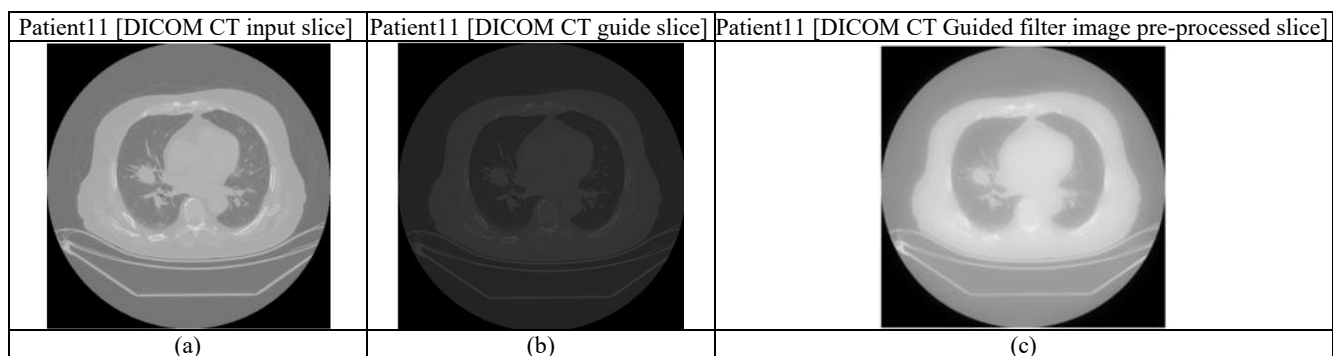 Patient11 [DICOM CT input slice]
Patient11 [DICOM CT guide slice]
Patient11 [DICOM CT Guided filter image pre-processed slice]
(a)
(b)
(c)